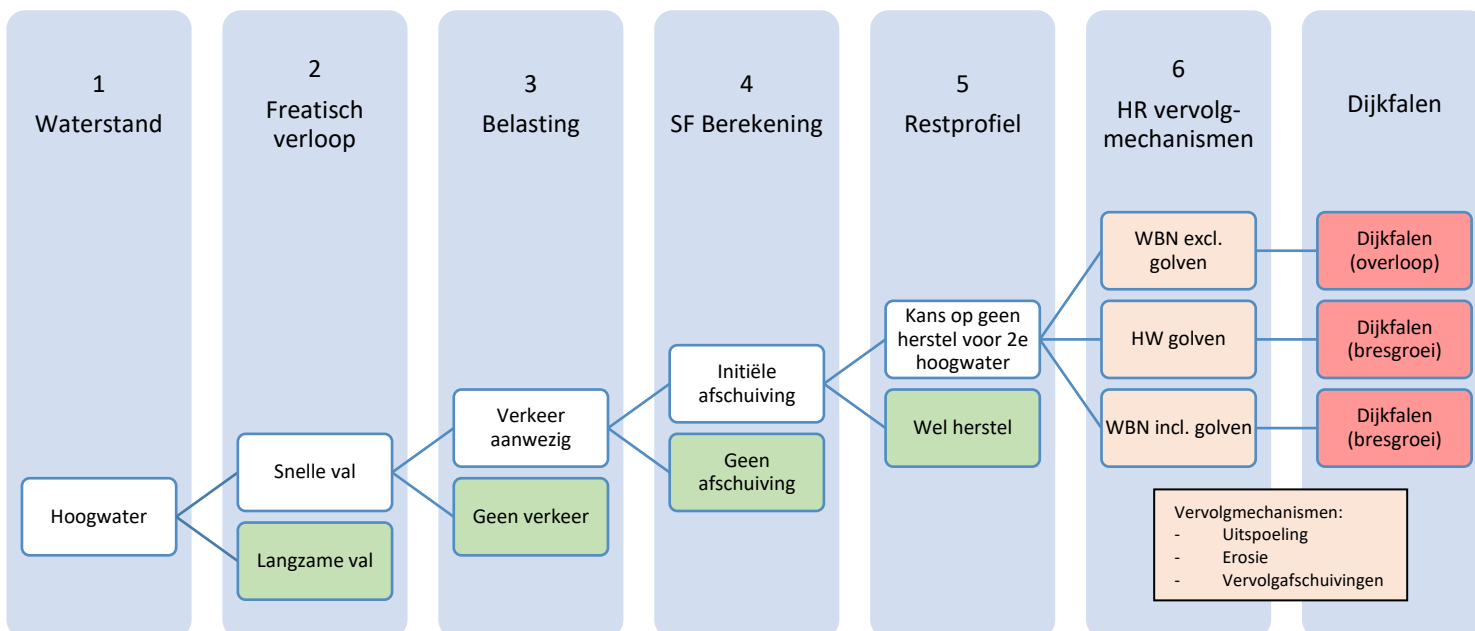 1
Waterstand
2
Freatisch
verloop
3
Belasting
4
SF Berekening
5
Restprofiel
6
HR vervolg-
mechanismen
Dijkfalen
Hoogwater
Snelle val
Langzame val
Verkeer
aanwezig
Geen verkeer
Initiële
afschuiving
Geen
afschuiving
Kans op geen
herstel voor 2e
hoogwater
Wel herstel
WBN excl.
golven
HW golven
WBN incl. golven
Dijkfalen
(overloop)
Dijkfalen
(bresgroei)
Dijkfalen
(bresgroei)
Vervolgmechanismen:
- Uitspoeling
- Erosie
- Vervolgafschuivingen